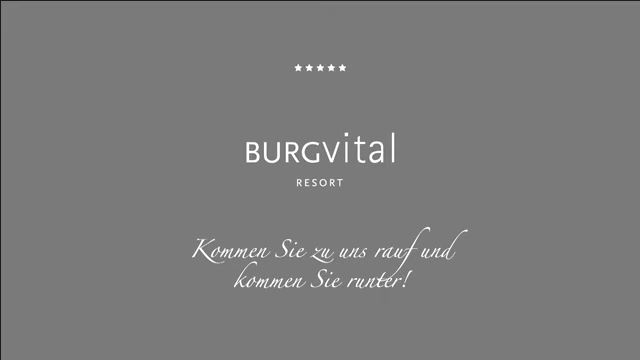 ★★★★★
BURGvital
RESORT
Kommen Sie zu uns rauf und
kommen Sie runter!